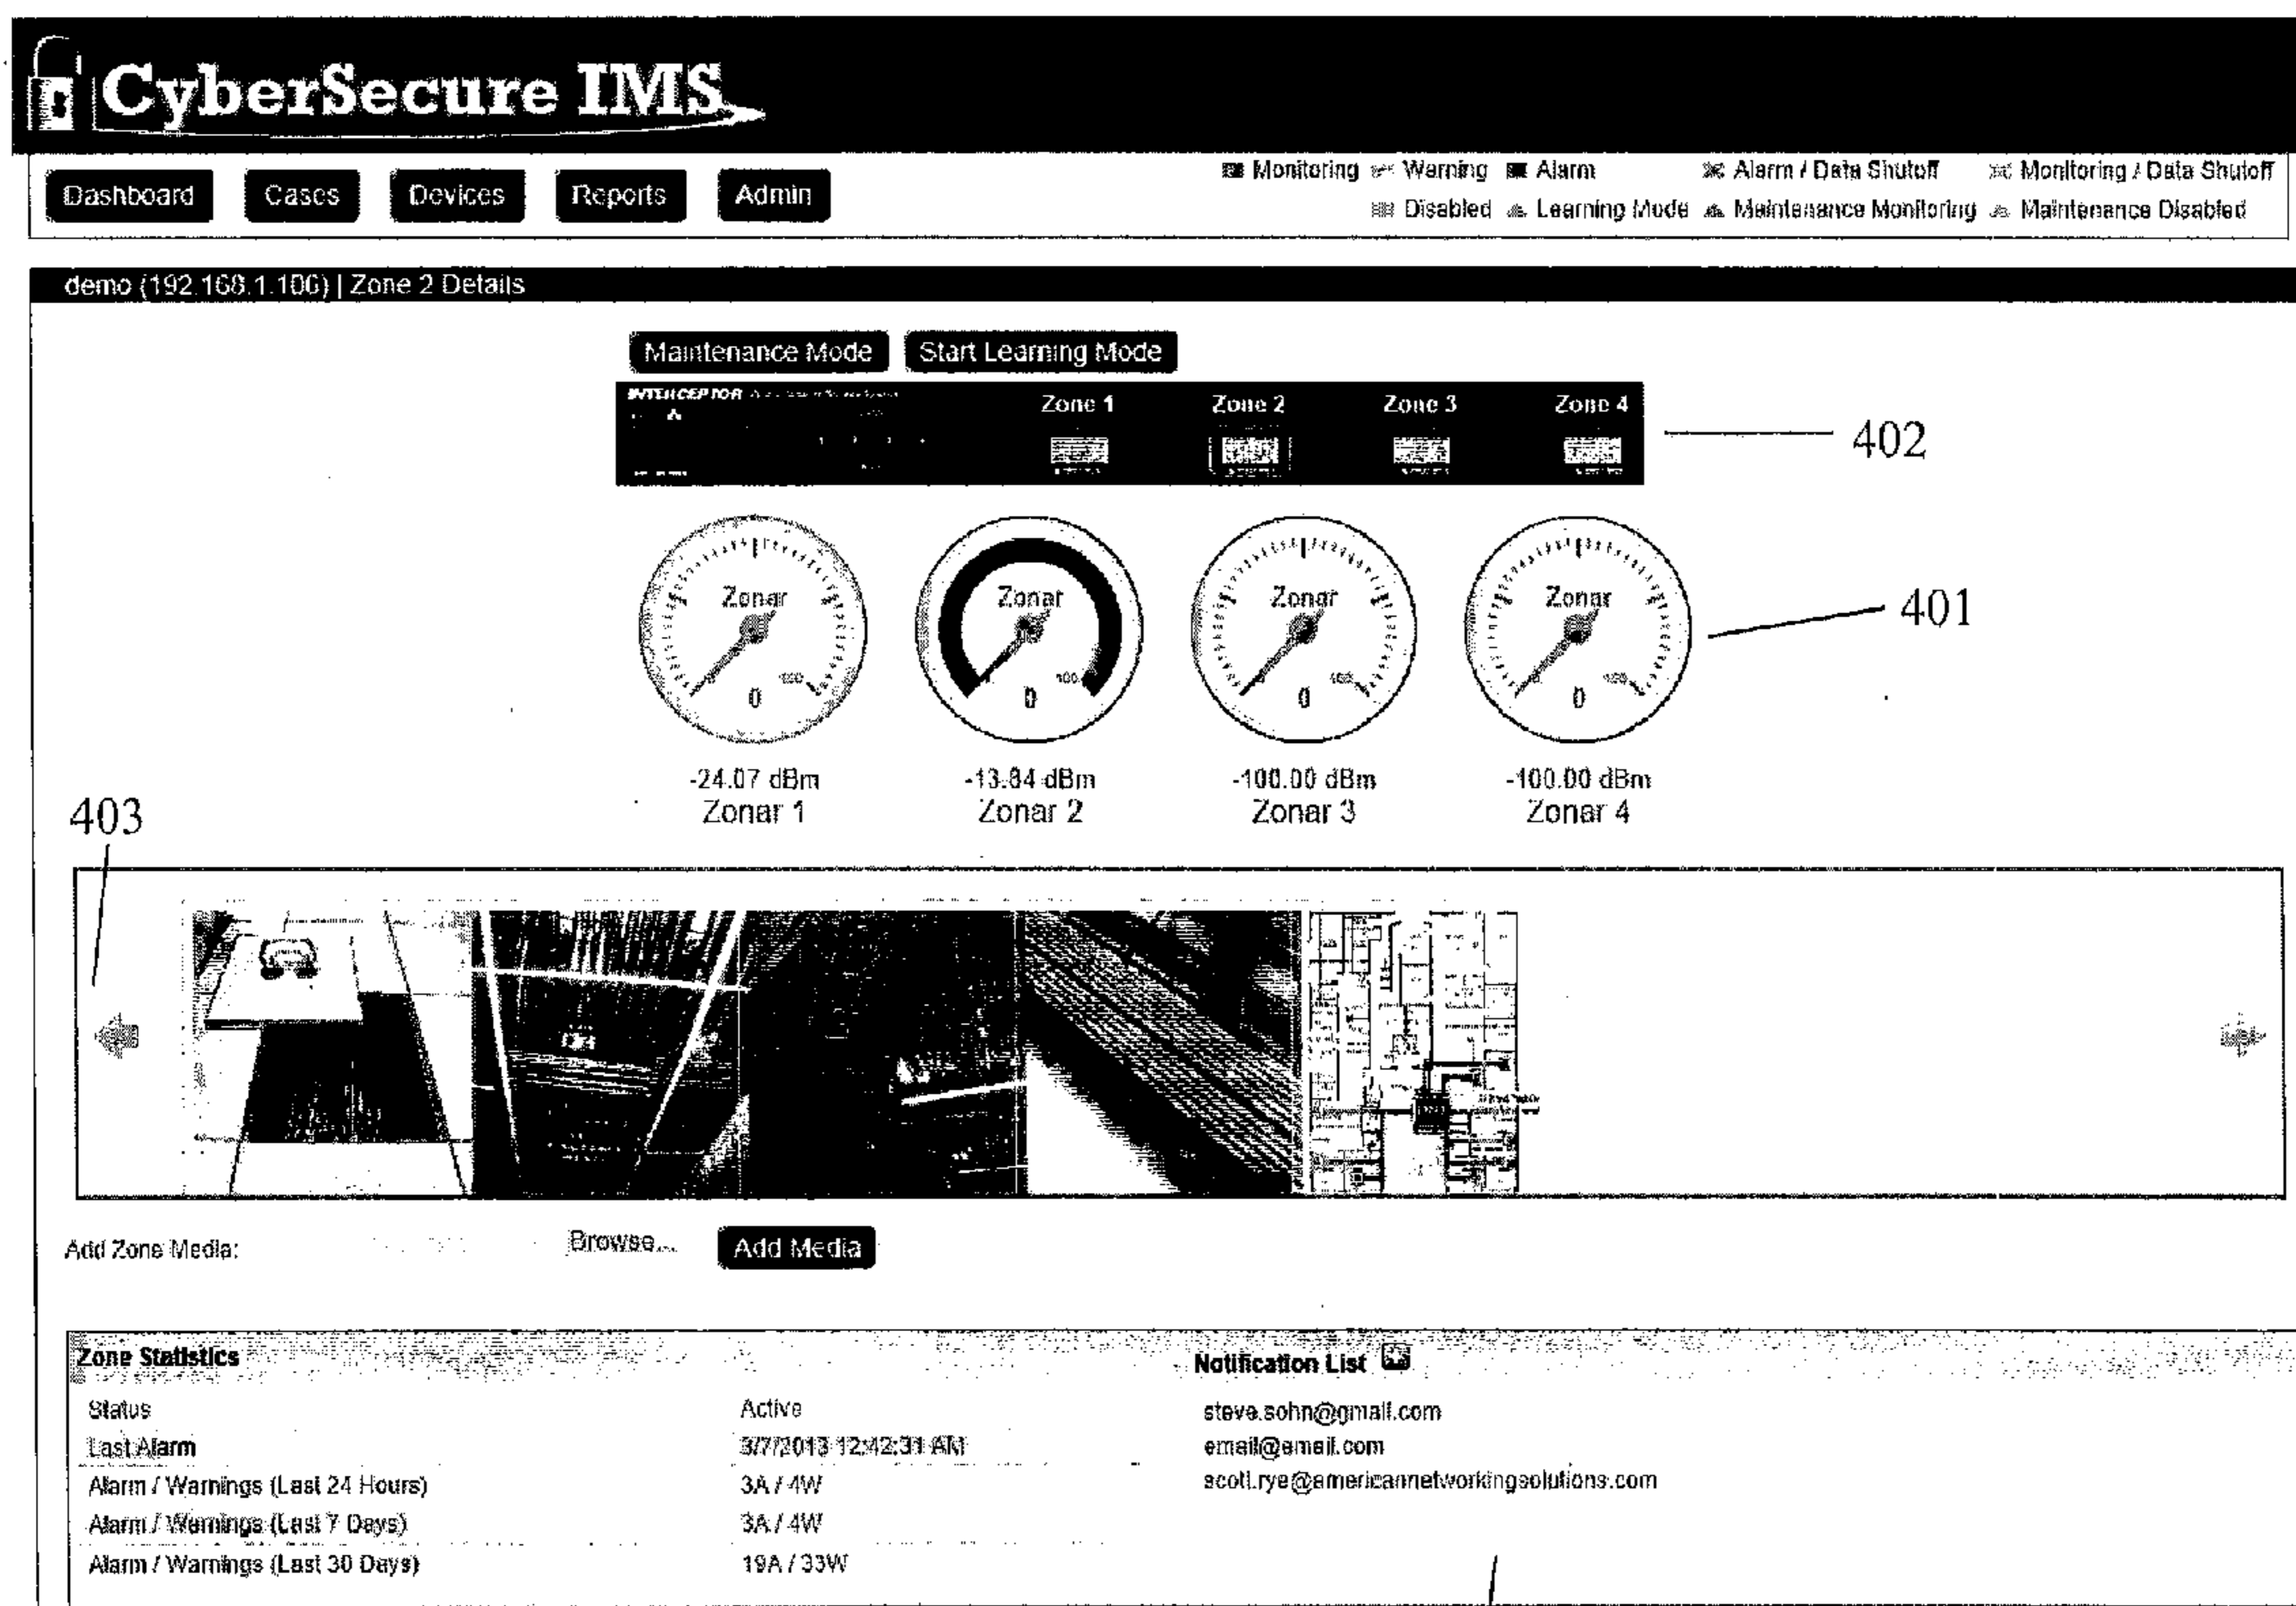 CyberSecure IMS
Dashboard Cases Devices Reports Admin
Monitoring Warning Alarm Alarm / Data Shutoff Monitoring / Data Shutoff
Disabled Learning Mode Maintenance Monitoring Maintenance Disabled
demo (192.168.1.106) | Zone 2 Details
Maintenance Mode Start Learning Mode
INTERCEPTOR
Zone 1 Zone 2 Zone 3 Zone 4
402
Zonar Zonar Zonar Zonar
401
100 100 100 100
0 0 0 0
-24.07 dBm -13.84 dBm -100.00 dBm -100.00 dBm
Zonar 1 Zonar 2 Zonar 3 Zonar 4
403
Add Zone Media: Browse... Add Media
Zone Statistics Notification List
Status Active steve.sohn@gmail.com
Last Alarm 3/7/2013 12:42:31 AM email@email.com
Alarm / Warnings (Last 24 Hours) 3A / 4W scott.rye@americannetworkingsolutions.com
Alarm / Warnings (Last 7 Days) 3A / 4W
Alarm / Warnings (Last 30 Days) 19A / 33W